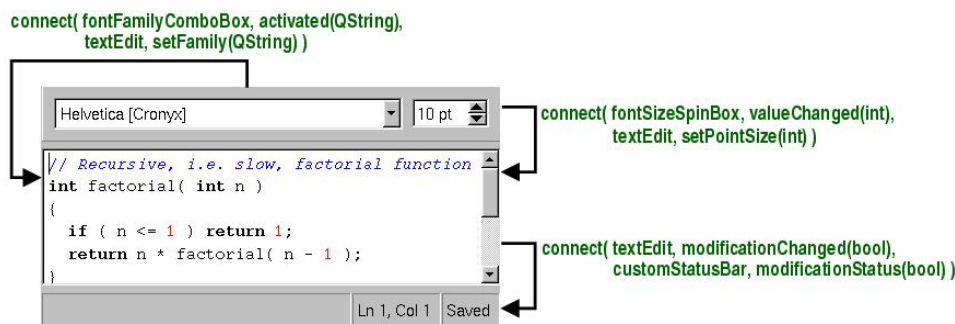 connect( fontFamilyComboBox, activated(QString),
textEdit, setFamily(QString) )
Helvetica [Cronyx]
10 pt
connect( fontSizeSpinBox, valueChanged(int),
textEdit, setPointSize(int) )
// Recursive, i.e. slow, factorial function
int factorial( int n )
{
if ( n <= 1 ) return 1;
return n * factorial( n - 1 );
}
connect( textEdit, modificationChanged(bool),
customStatusBar, modificationStatus(bool) )
Ln 1, Col 1
Saved